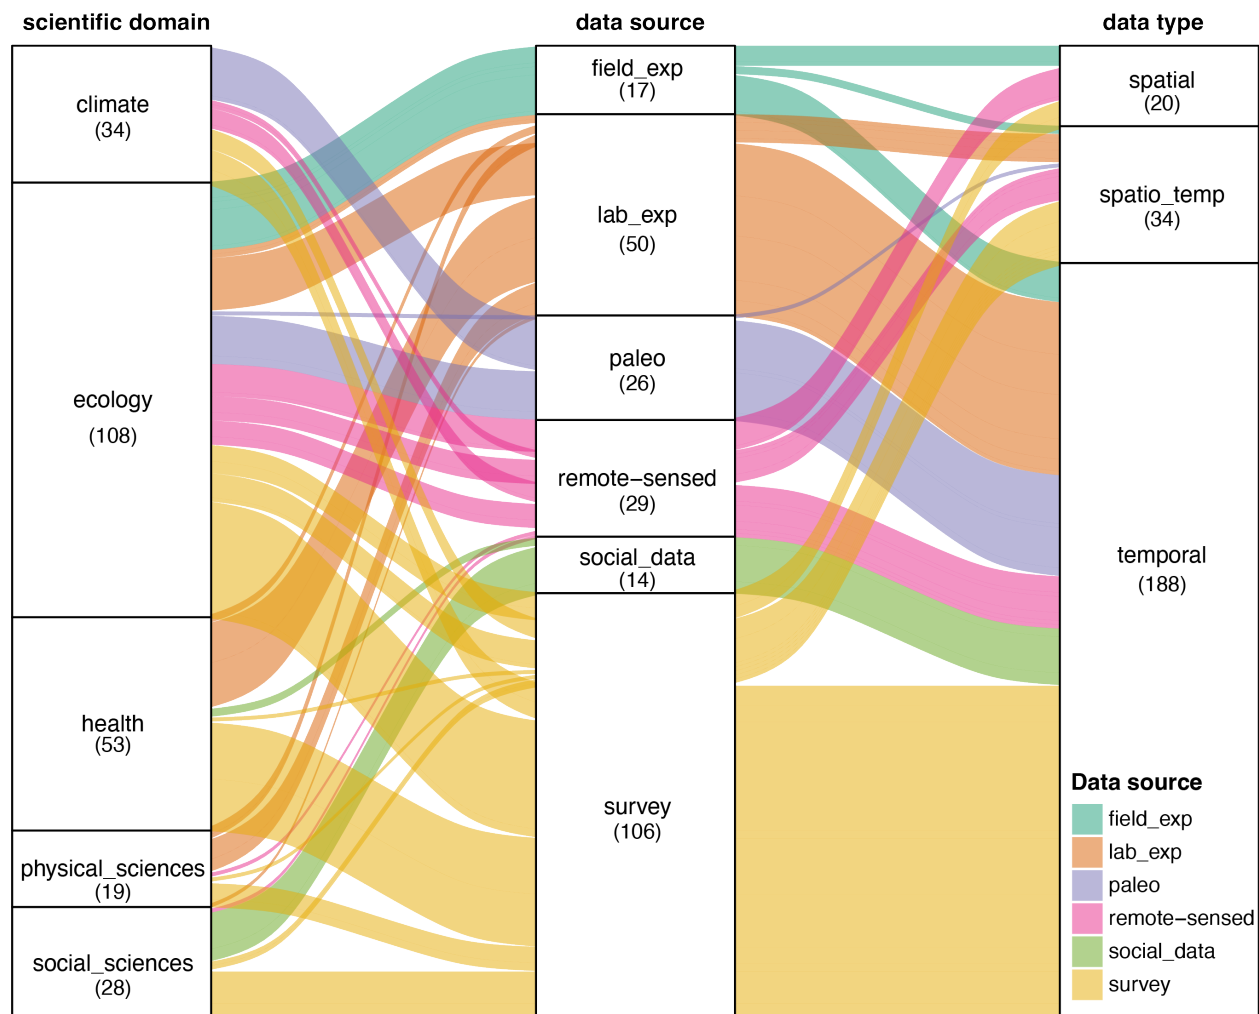 scientific domain
data source
data type
climate
(34)
ecology
(108)
health
(53)
physical_sciences
(19)
social_sciences
(28)
field_exp
(17)
lab_exp
(50)
paleo
(26)
remote−sensed
(29)
social_data
(14)
survey
(106)
spatial
(20)
spatio_temp
(34)
temporal
(188)
Data source
field_exp
lab_exp
paleo
remote−sensed
social_data
survey